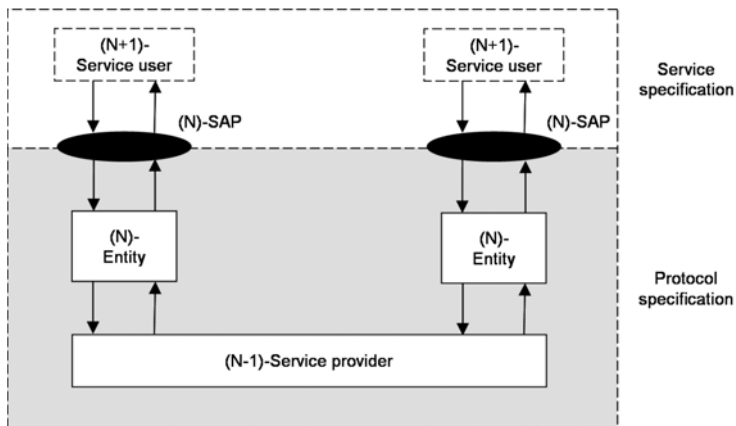 (N+1)-
Service user
(N+1)-
Service user
Service
specification
(N)-SAP
(N)-SAP
(N)-
Entity
(N)-
Entity
Protocol
specification
(N-1)-Service provider